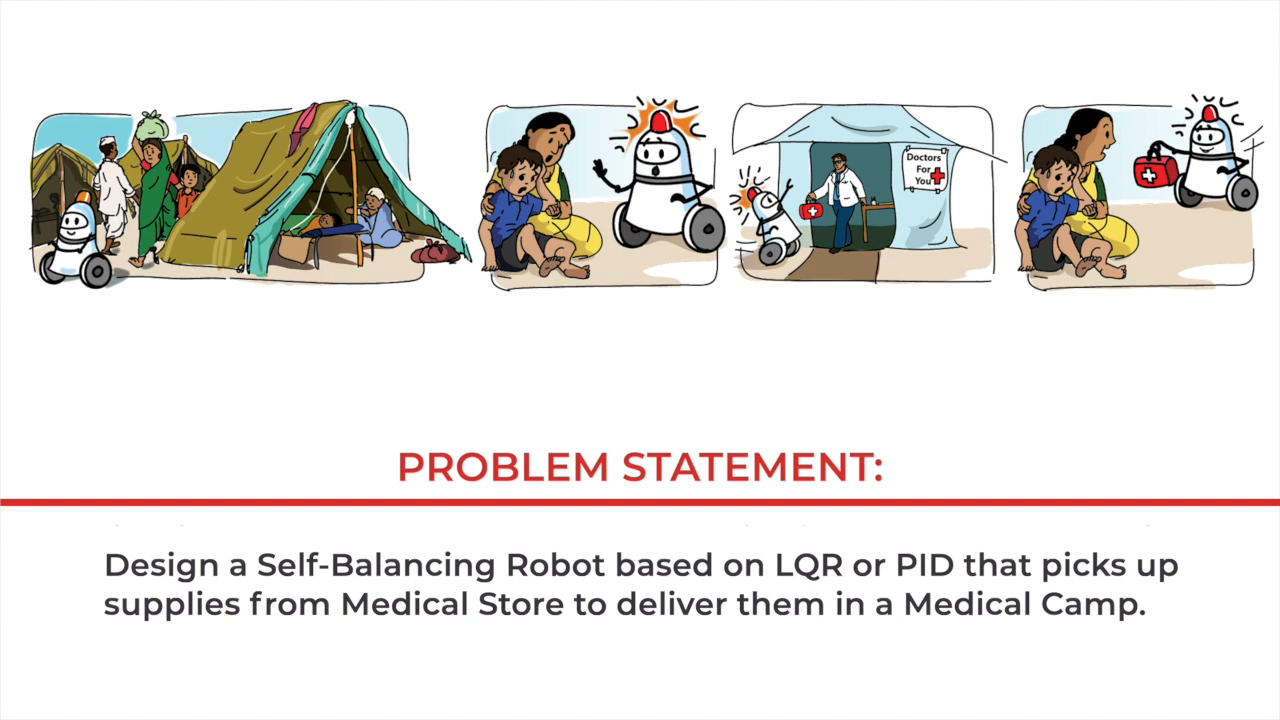 Doctors
For
You
PROBLEM STATEMENT:
Design a Self-Balancing Robot based on LQR or PID that picks up
supplies from Medical Store to deliver them in a Medical Camp.